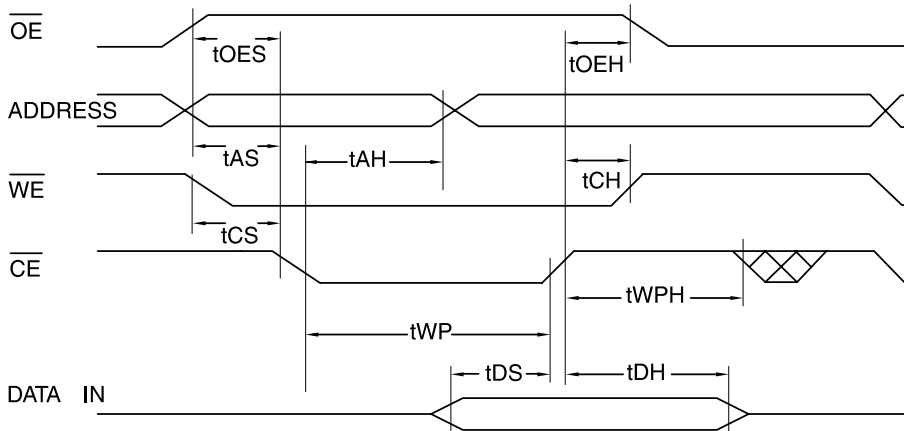 OE
tOES
tOEH
ADDRESS
tAS
tAH
tCH
WE
tCS
CE
tWPH
tWP
tDS
tDH
DATA IN